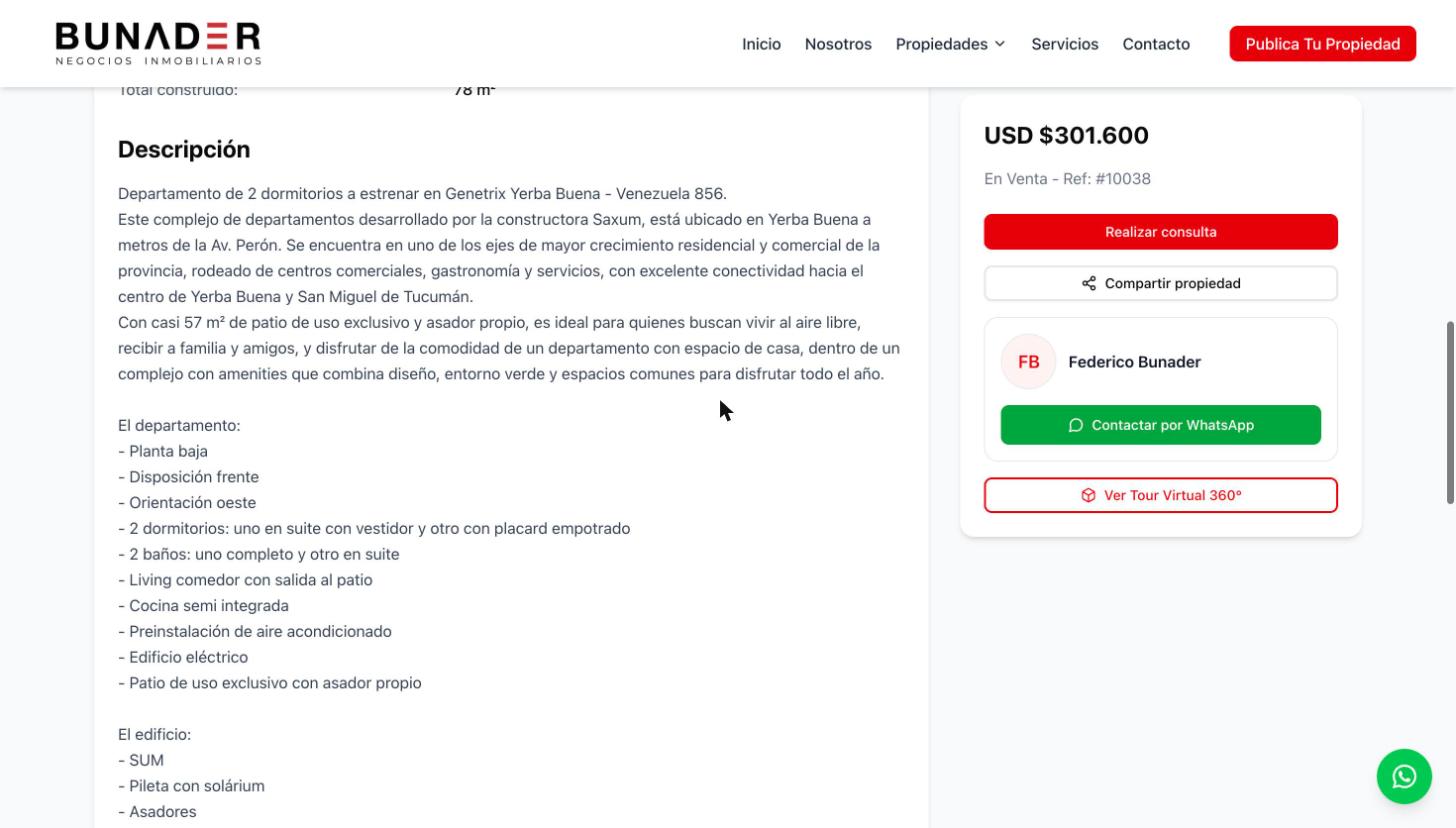 BUNADER
NEGOCIOS INMOBILIARIOS
Inicio
Nosotros
Propiedades
Servicios
Contacto
Publica Tu Propiedad
Total construido:
78 m²
Descripción
Departamento de 2 dormitorios a estrenar en Genetrix Yerba Buena - Venezuela 856.
Este complejo de departamentos desarrollado por la constructora Saxum, está ubicado en Yerba Buena a
metros de la Av. Perón. Se encuentra en uno de los ejes de mayor crecimiento residencial y comercial de la
provincia, rodeado de centros comerciales, gastronomía y servicios, con excelente conectividad hacia el
centro de Yerba Buena y San Miguel de Tucumán.
Con casi 57 m² de patio de uso exclusivo y asador propio, es ideal para quienes buscan vivir al aire libre,
recibir a familia y amigos, y disfrutar de la comodidad de un departamento con espacio de casa, dentro de un
complejo con amenities que combina diseño, entorno verde y espacios comunes para disfrutar todo el año.
El departamento:
- Planta baja
- Disposición frente
- Orientación oeste
- 2 dormitorios: uno en suite con vestidor y otro con placard empotrado
- 2 baños: uno completo y otro en suite
- Living comedor con salida al patio
- Cocina semi integrada
- Preinstalación de aire acondicionado
- Edificio eléctrico
- Patio de uso exclusivo con asador propio
El edificio:
- SUM
- Pileta con solárium
- Asadores
USD $301.600
En Venta - Ref: #10038
Realizar consulta
Compartir propiedad
FB
Federico Bunader
Contactar por WhatsApp
Ver Tour Virtual 360°